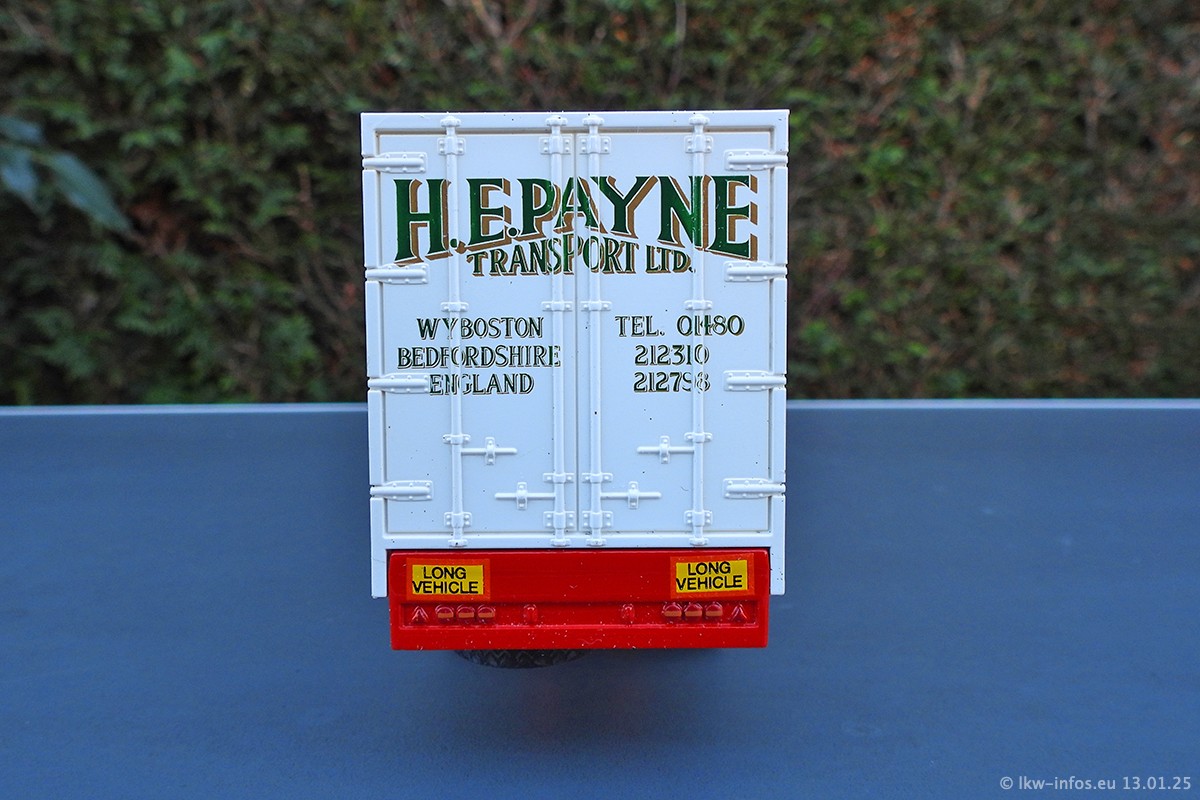 H.E.PAYNE
TRANSPORT LTD.
WYBOSTON
BEDFORDSHIRE
ENGLAND
TEL. 01480
212310
212798
LONG
VEHICLE
LONG
VEHICLE
© lkw-infos.eu 13.01.25